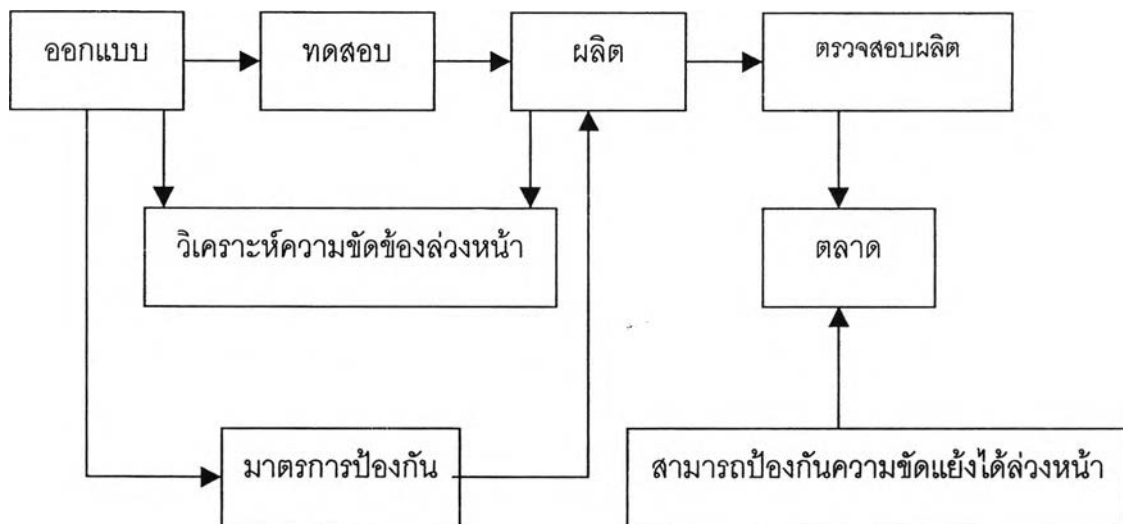 ออกแบบ
ทดสอบ
ผลิต
ตรวจสอบผลิต
วิเคราะห์ความขัดข้องล่วงหน้า
ตลาด
มาตรการป้องกัน
สามารถป้องกันความขัดแย้งได้ล่วงหน้า